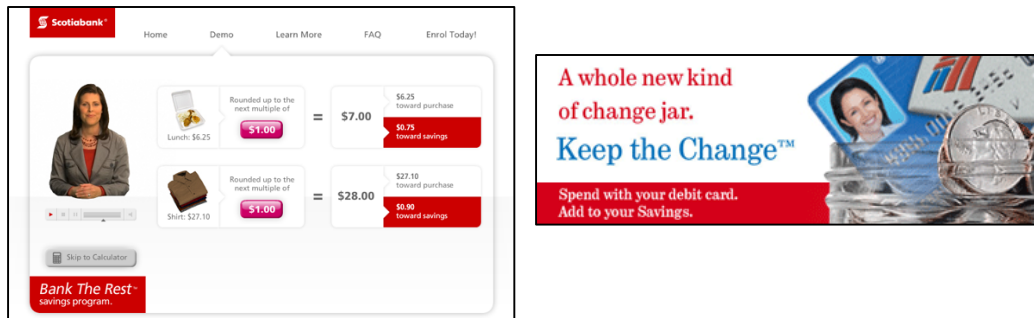 Scotiabank®
Home Demo Learn More FAQ Enrol Today!
Rounded up to the
next multiple of
$1.00
Lunch: $6.25
=
$7.00
$6.25
toward purchase
$0.75
toward savings
Rounded up to the
next multiple of
$1.00
Shirt: $27.10
=
$28.00
$27.10
toward purchase
$0.90
toward savings
Skip to Calculator
Bank The Rest™
savings program.
A whole new kind
of change jar.
Keep the Change™
Spend with your debit card.
Add to your Savings.